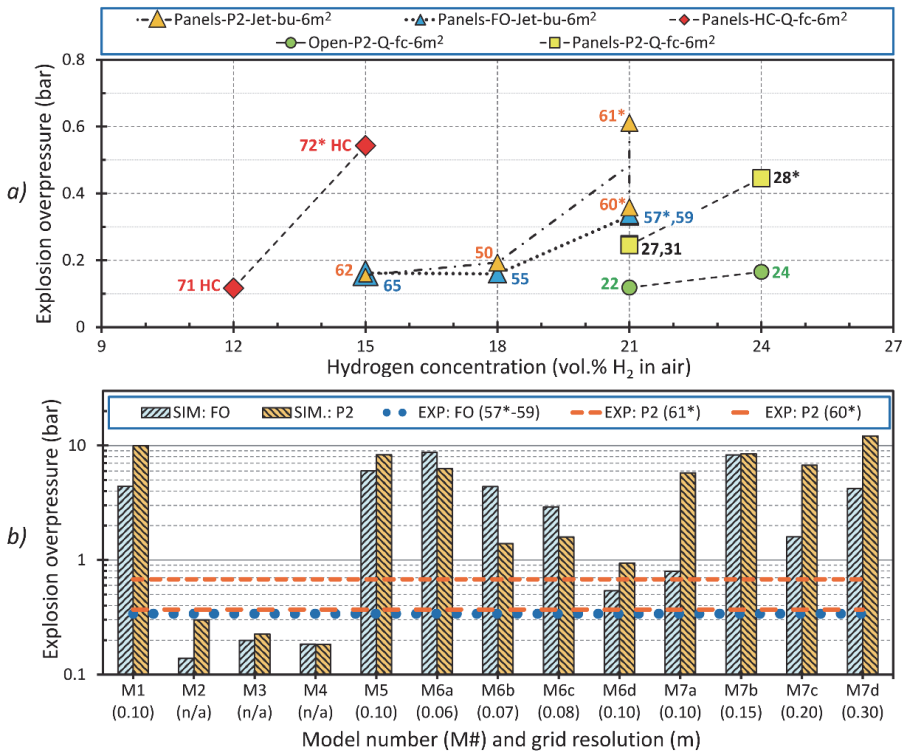 Panels-P2-Jet-bu-6m² Panels-FO-Jet-bu-6m² Panels-HC-Q-fc-6m²
Open-P2-Q-fc-6m² Panels-P2-Q-fc-6m²
a)
Explosion overpressure (bar)
0.8
0.6
0.4
0.2
0
61*
72* HC
60*
57*,59
28*
27,31
50
62
65
55
71 HC
22
24
9 12 15 18 21 24 27
Hydrogen concentration (vol.% H₂ in air)
b)
Explosion overpressure (bar)
SIM: FO SIM.: P2 EXP: FO (57*-59) EXP: P2 (61*) EXP: P2 (60*)
10
1
0.1
M1 M2 M3 M4 M5 M6a M6b M6c M6d M7a M7b M7c M7d
(0.10) (n/a) (n/a) (n/a) (0.10) (0.06) (0.07) (0.08) (0.10) (0.10) (0.15) (0.20) (0.30)
Model number (M#) and grid resolution (m)